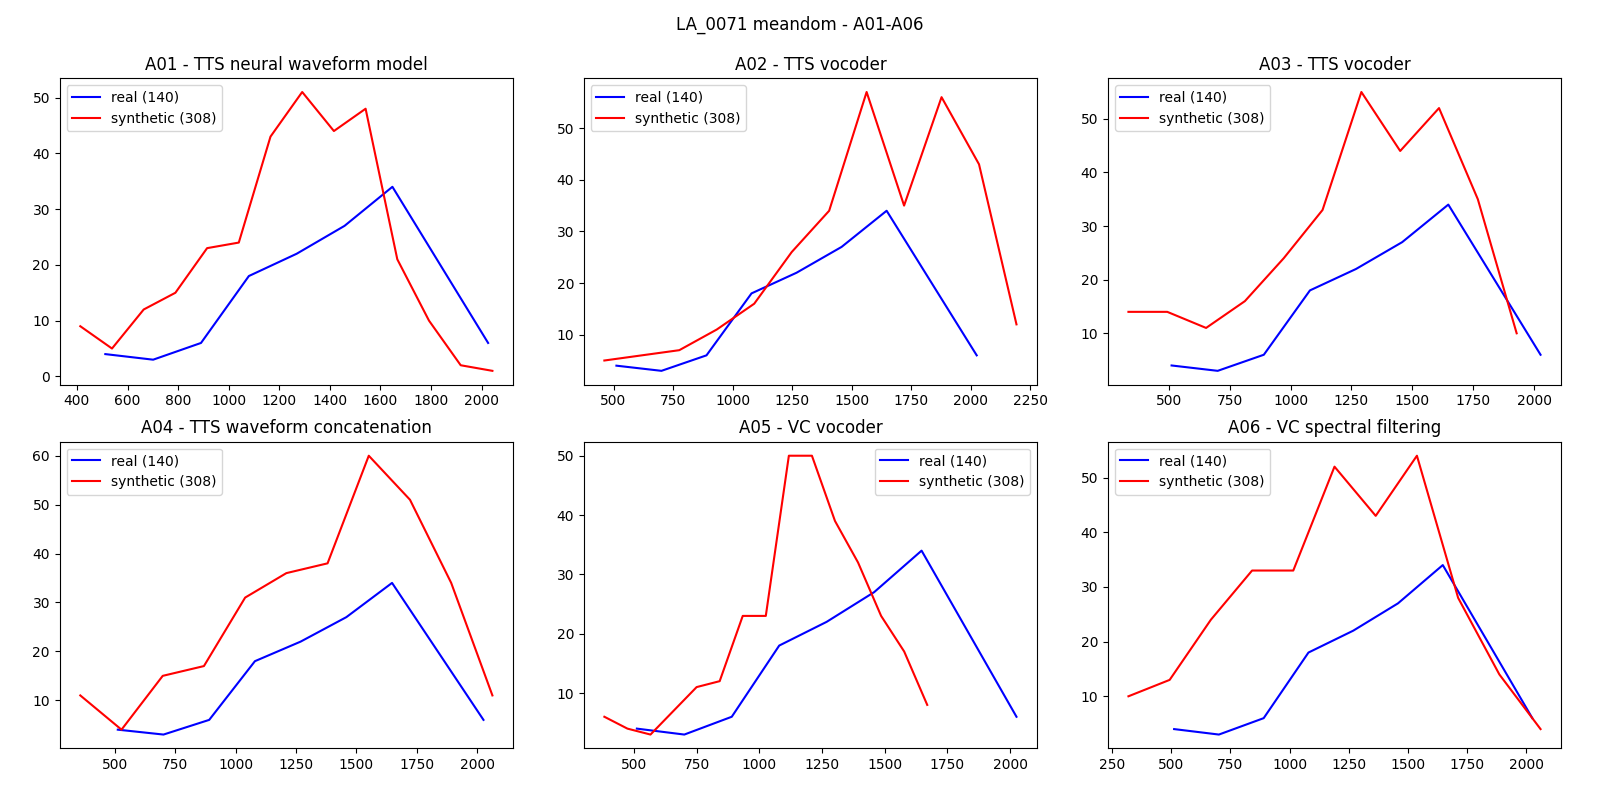 LA_0071 meandom - A01-A06
A01 - TTS neural waveform model
real (140)
synthetic (308)
50
40
30
20
10
0
400 600 800 1000 1200 1400 1600 1800 2000
A02 - TTS vocoder
real (140)
synthetic (308)
50
40
30
20
10
500 750 1000 1250 1500 1750 2000 2250
A03 - TTS vocoder
real (140)
synthetic (308)
50
40
30
20
10
500 750 1000 1250 1500 1750 2000
A04 - TTS waveform concatenation
real (140)
synthetic (308)
60
50
40
30
20
10
500 750 1000 1250 1500 1750 2000
A05 - VC vocoder
real (140)
synthetic (308)
50
40
30
20
10
500 750 1000 1250 1500 1750 2000
A06 - VC spectral filtering
real (140)
synthetic (308)
50
40
30
20
10
250 500 750 1000 1250 1500 1750 2000